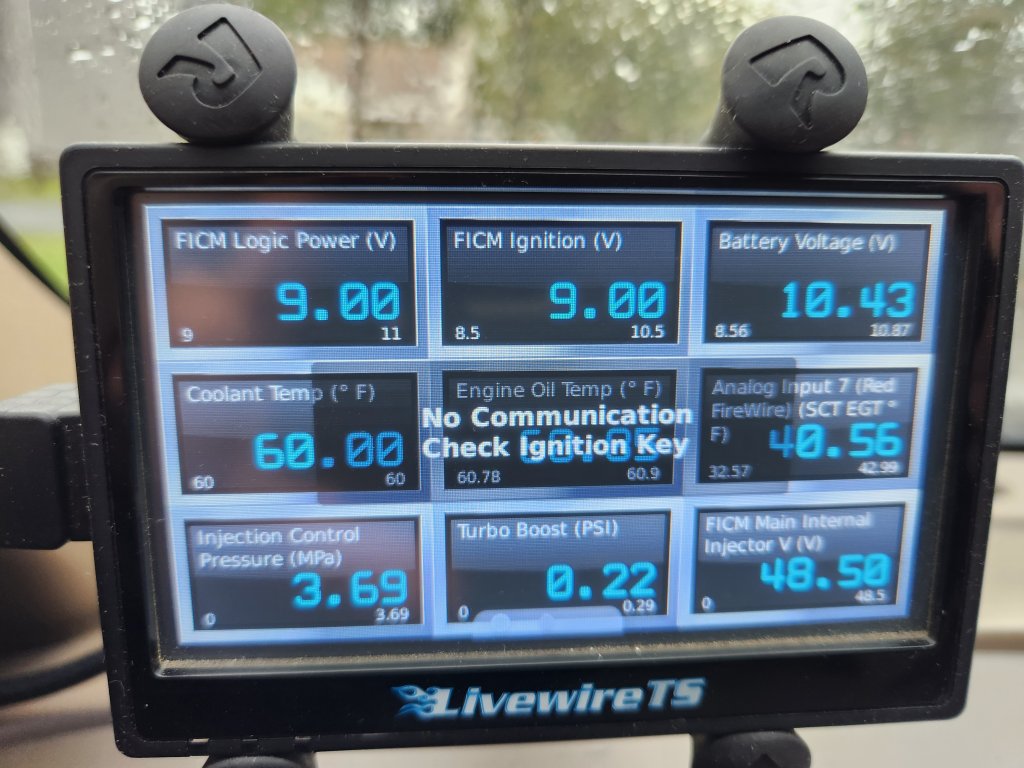 FICM Logic Power (V)
9.00
9 11
FICM Ignition (V)
9.00
8.5 10.5
Battery Voltage (V)
10.43
8.56 10.87
Coolant Temp (° F)
60.00
60 60
Engine Oil Temp (° F)
60.78 60.9
No Communication
Check Ignition Key
Analog Input 7 (Red
FireWire) (SCT EGT °
F)
40.56
32.57 42.99
Injection Control
Pressure (MPa)
3.69
0 3.69
Turbo Boost (PSI)
0.22
0 0.29
FICM Main Internal
Injector V (V)
48.50
0 48.5
LivewireTS